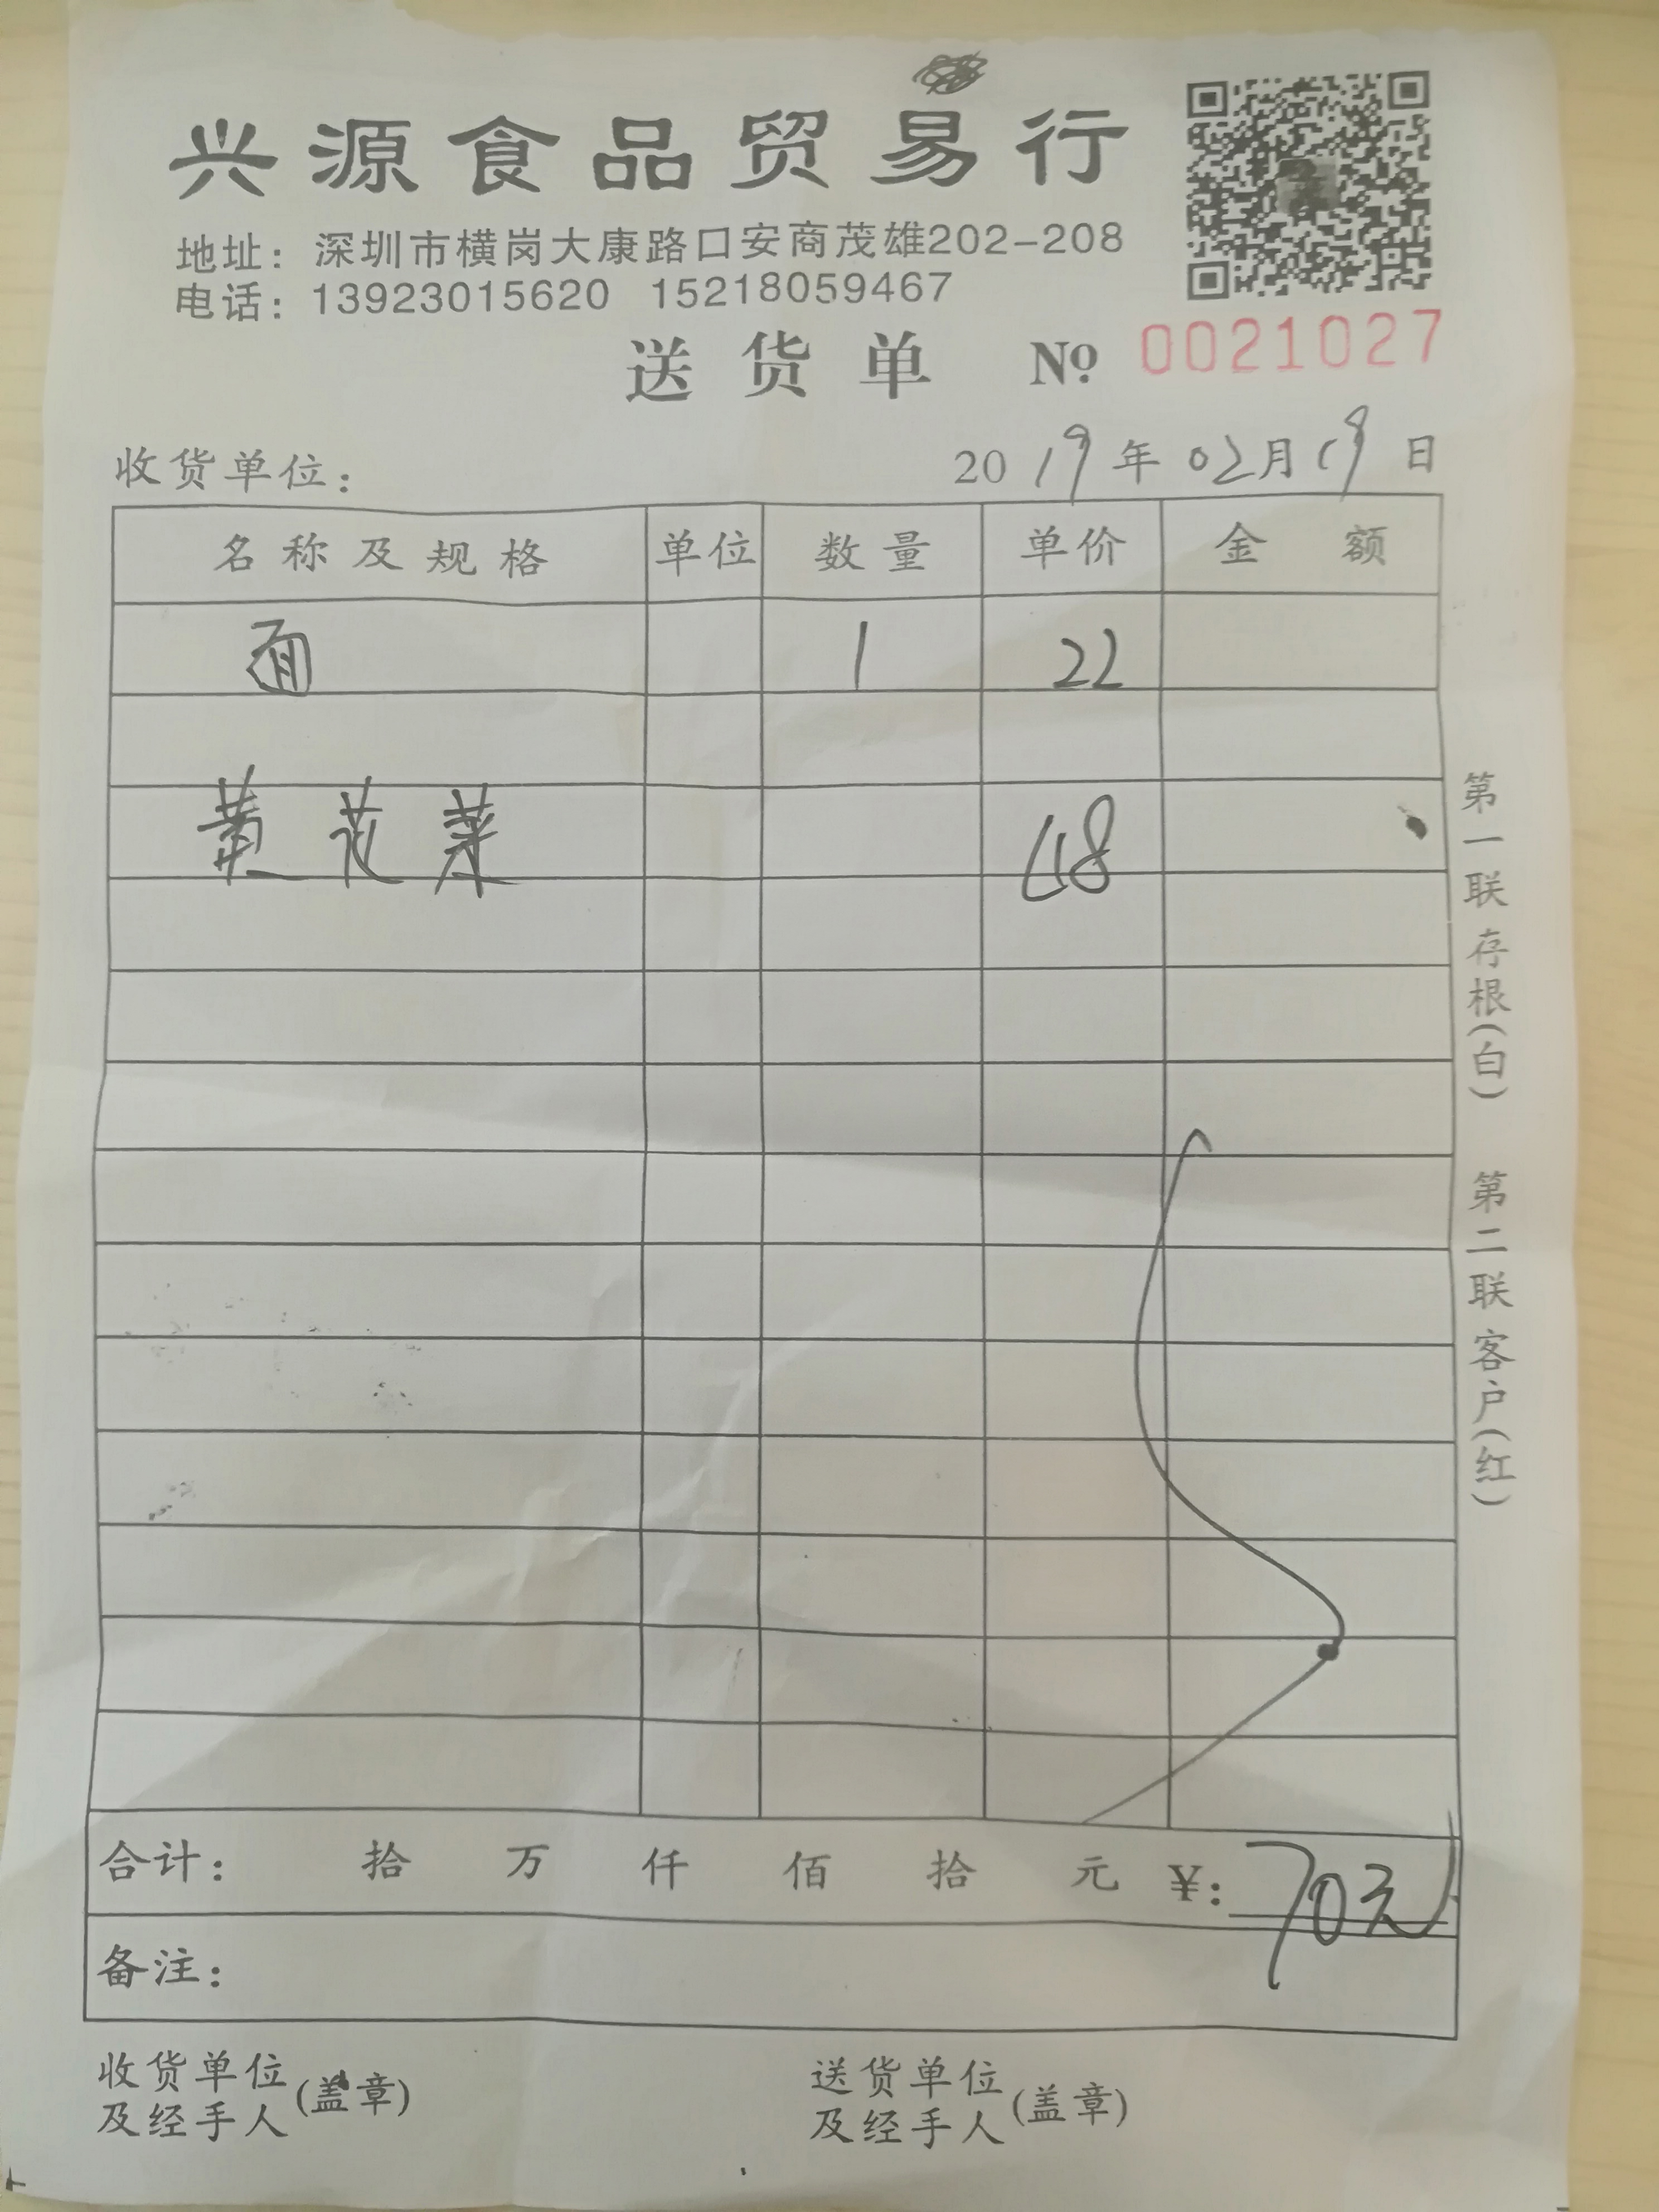 兴源食品贸易行
地址：深圳市横岗大康路口安商茂雄202-208
电话：13923015620 15218059467
送货单 No 0021027
收货单位： 2019年02月19日
名称及规格 单位 数量 单价 金额
面 1 22
黄花菜 48
合计： 拾 万 仟 佰 拾 元 ¥：70元
备注：
收货单位及经手人(盖章)
送货单位及经手人(盖章)
第一联存根(白) 第二联客户(红)